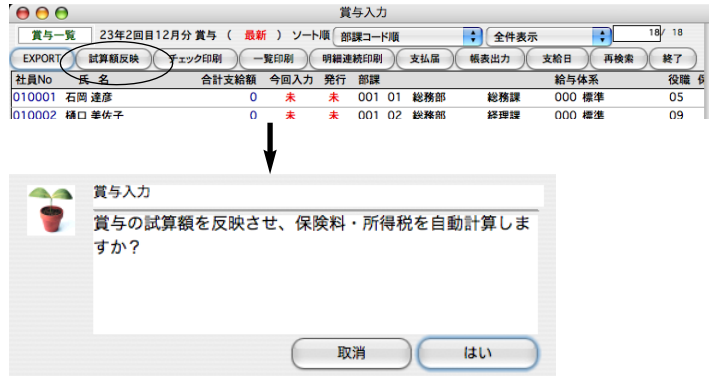 賞与入力
賞与一覧 23年2回目12月分 賞与 ( 最新 ) ソート順 部課コード順 全件表示 18/ 18
EXPORT 試算額反映 チェック印刷 一覧印刷 明細連続印刷 支払届 帳表出力 支給日 再検索 終了
社員No 氏 名 合計支給額 今回入力 発行 部課 給与体系 役職
010001 石岡 達彦 0 未 未 001 01 総務部 総務課 000 標準 05
010002 樋口 美佐子 0 未 未 001 02 総務部 経理課 000 標準 09
賞与入力
賞与の試算額を反映させ、保険料・所得税を自動計算しま
すか？
取消 はい